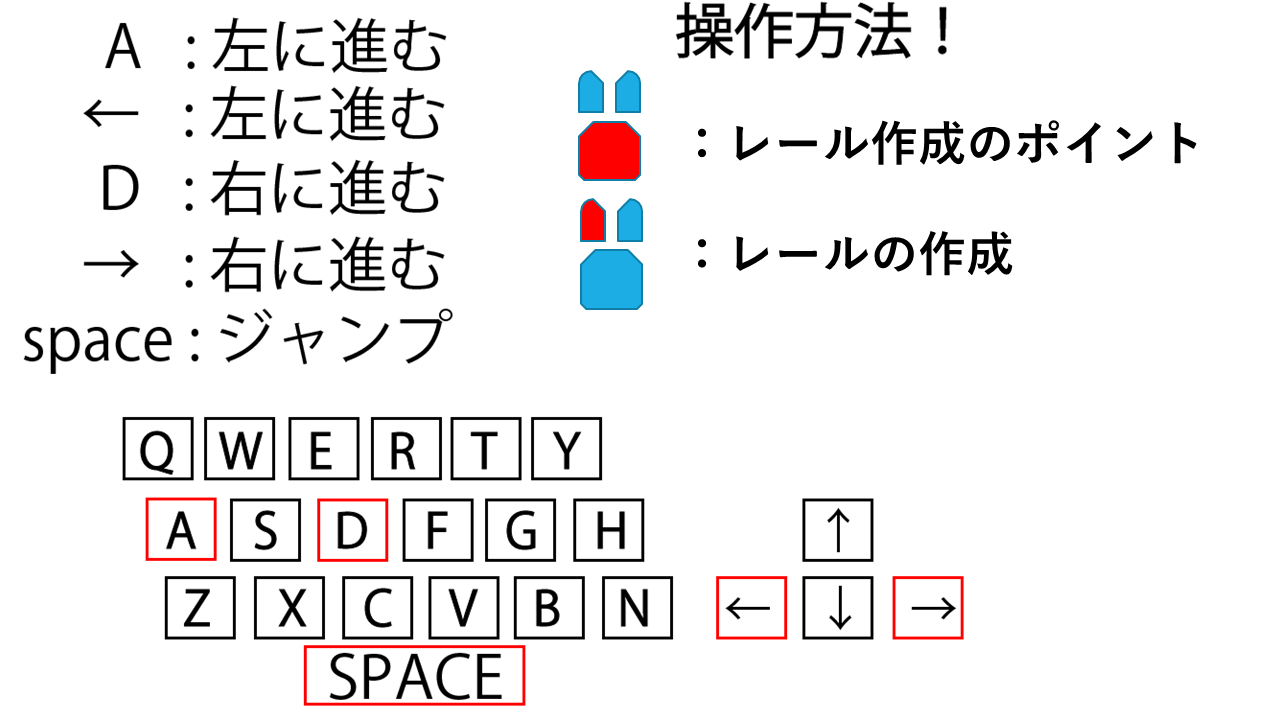 操作方法！
A : 左に進む
← : 左に進む
D : 右に進む
→ : 右に進む
space : ジャンプ
：レール作成のポイント
：レールの作成
Q W E R T Y
A S D F G H ↑
Z X C V B N ← ↓ →
SPACE